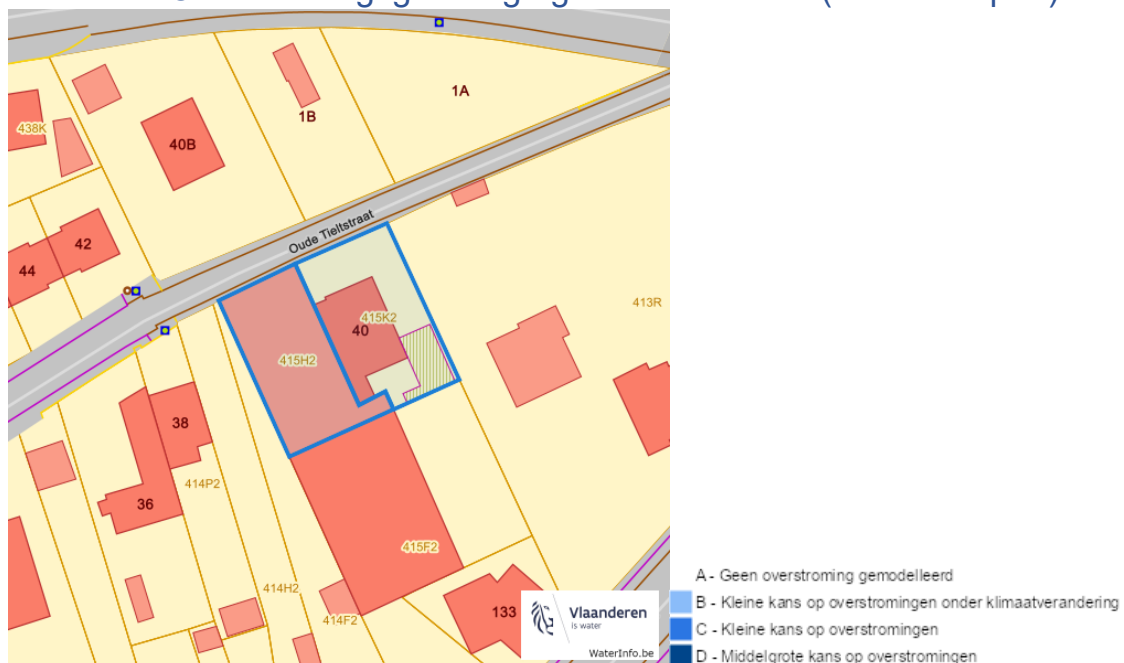 1A
1B
438K
40B
Oude Tieltstraat
42
44
413R
415K2
40
415H2
38
414P2
36
415F2
414H2
414F2
133
Vlaanderen
is water
WaterInfo.be
A - Geen overstroming gemodelleerd
B - Kleine kans op overstromingen onder klimaatverandering
C - Kleine kans op overstromingen
D - Middelgrote kans op overstromingen